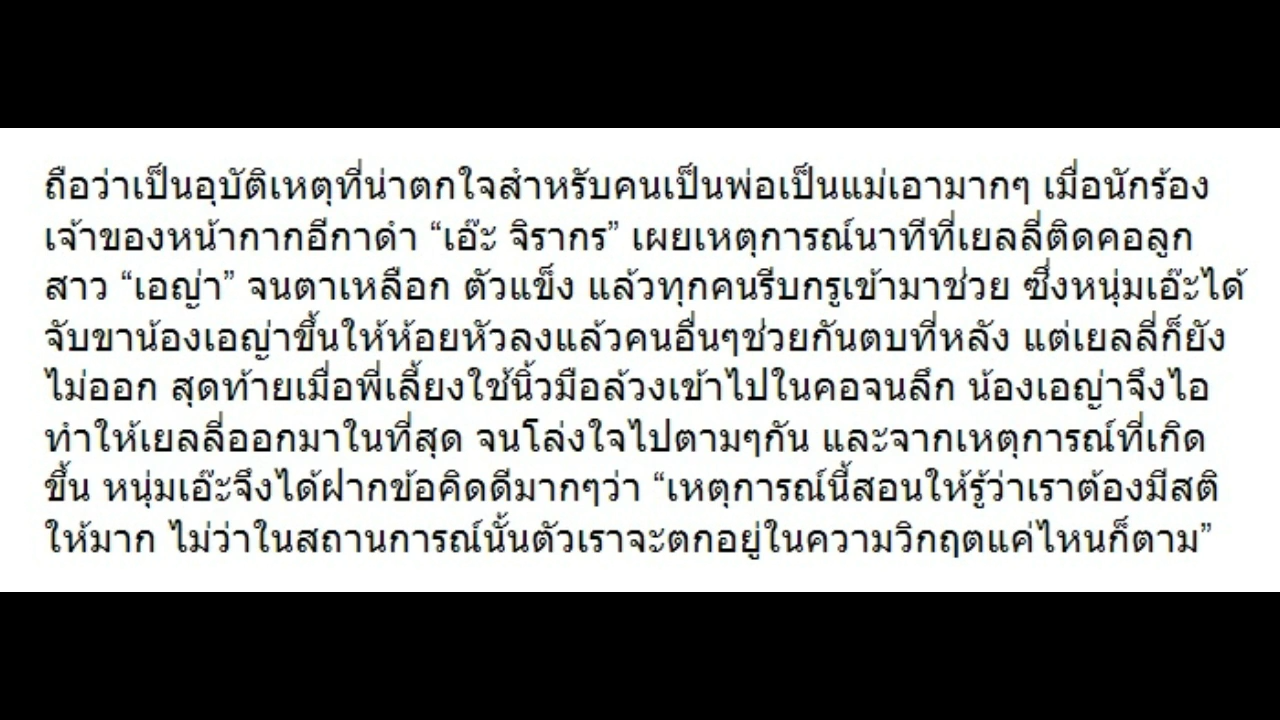 ถือว่าเป็นอุบัติเหตุที่น่าตกใจสำหรับคนเป็นพ่อเป็นแม่เอามากๆ เมื่อนักร้อง
เจ้าของหน้ากากอีกาดำ “เอ๊ะ จิรากร” เผยเหตุการณ์นาทีที่เยลลี่ติดคอลูก
สาว “เอญ่า” จนตาเหลือก ตัวแข็ง แล้วทุกคนรีบกรูเข้ามาช่วย ซึ่งหนุ่มเอ๊ะได้
จับขาน้องเอญ่าขึ้นให้ห้อยหัวลงแล้วคนอื่นๆช่วยกันตบที่หลัง แต่เยลลี่ก็ยัง
ไม่ออก สุดท้ายเมื่อพี่เลี้ยงใช้นิ้วมือล้วงเข้าไปในคอจนลึก น้องเอญ่าจึงไอ
ทำให้เยลลี่ออกมาในที่สุด จนโล่งใจไปตามๆกัน และจากเหตุการณ์ที่เกิด
ขึ้น หนุ่มเอ๊ะจึงได้ฝากข้อคิดดีมากๆว่า “เหตุการณ์นี้สอนให้รู้ว่าเราต้องมีสติ
ให้มาก ไม่ว่าในสถานการณ์นั้นตัวเราจะตกอยู่ในความวิกฤตแค่ไหนก็ตาม”